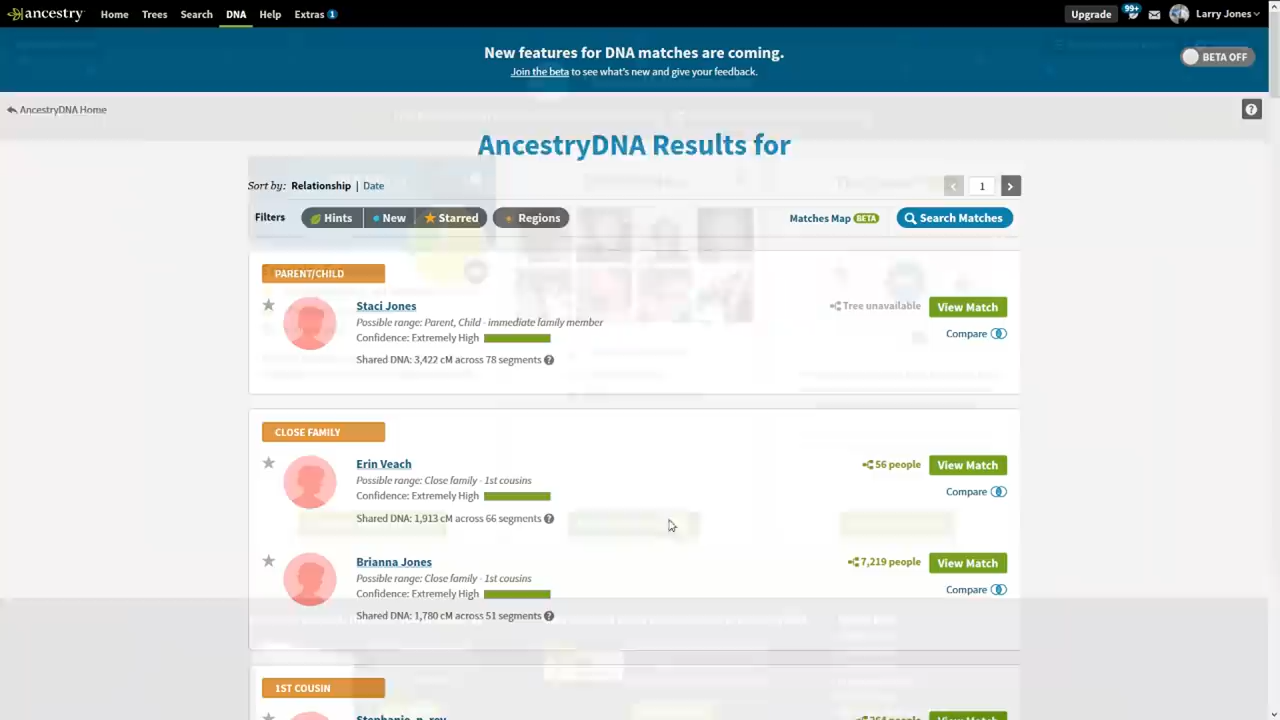 ancestry Home Trees Search DNA Help Extras 1 Upgrade 99+ Larry Jones
New features for DNA matches are coming.
Join the beta to see what's new and give your feedback.
BETA OFF
AncestryDNA Home
AncestryDNA Results for
Sort by: Relationship | Date
1
Filters Hints New Starred Regions Matches Map BETA Search Matches
PARENT/CHILD
Staci Jones
Tree unavailable View Match
Possible range: Parent, Child - immediate family member
Confidence: Extremely High
Compare
Shared DNA: 3,422 cM across 78 segments
CLOSE FAMILY
Erin Veach
56 people View Match
Possible range: Close family - 1st cousins
Confidence: Extremely High
Compare
Shared DNA: 1,913 cM across 66 segments
Brianna Jones
7,219 people View Match
Possible range: Close family - 1st cousins
Confidence: Extremely High
Compare
Shared DNA: 1,780 cM across 51 segments
1ST COUSIN